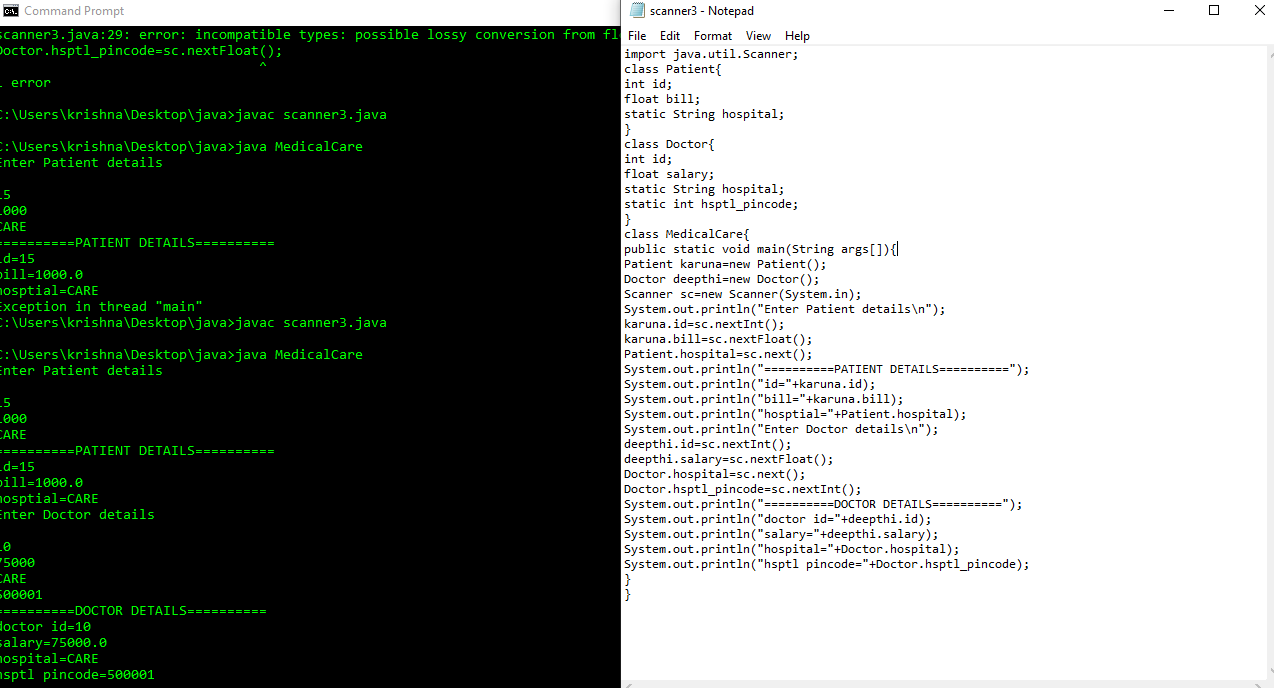 Command Prompt
scanner3.java:29: error: incompatible types: possible lossy conversion from
Doctor.hsptl_pincode=sc.nextFloat();
^
error
C:\Users\krishna\Desktop\java>javac scanner3.java
C:\Users\krishna\Desktop\java>java MedicalCare
Enter Patient details
15
1000
CARE
==========PATIENT DETAILS==========
id=15
bill=1000.0
hosptial=CARE
Exception in thread "main"
C:\Users\krishna\Desktop\java>javac scanner3.java
C:\Users\krishna\Desktop\java>java MedicalCare
Enter Patient details
15
1000
CARE
==========PATIENT DETAILS==========
id=15
bill=1000.0
hosptial=CARE
Enter Doctor details
10
75000
CARE
500001
==========DOCTOR DETAILS==========
doctor id=10
salary=75000.0
hospital=CARE
hsptl pincode=500001
scanner3 - Notepad
File Edit Format View Help
import java.util.Scanner;
class Patient{
int id;
float bill;
static String hospital;
}
class Doctor{
int id;
float salary;
static String hospital;
static int hsptl_pincode;
}
class MedicalCare{
public static void main(String args[]){
Patient karuna=new Patient();
Doctor deepthi=new Doctor();
Scanner sc=new Scanner(System.in);
System.out.println("Enter Patient details\n");
karuna.id=sc.nextInt();
karuna.bill=sc.nextFloat();
Patient.hospital=sc.next();
System.out.println("==========PATIENT DETAILS==========");
System.out.println("id="+karuna.id);
System.out.println("bill="+karuna.bill);
System.out.println("hosptial="+Patient.hospital);
System.out.println("Enter Doctor details\n");
deepthi.id=sc.nextInt();
deepthi.salary=sc.nextFloat();
Doctor.hospital=sc.next();
Doctor.hsptl_pincode=sc.nextInt();
System.out.println("==========DOCTOR DETAILS==========");
System.out.println("doctor id="+deepthi.id);
System.out.println("salary="+deepthi.salary);
System.out.println("hospital="+Doctor.hospital);
System.out.println("hsptl pincode="+Doctor.hsptl_pincode);
}
}